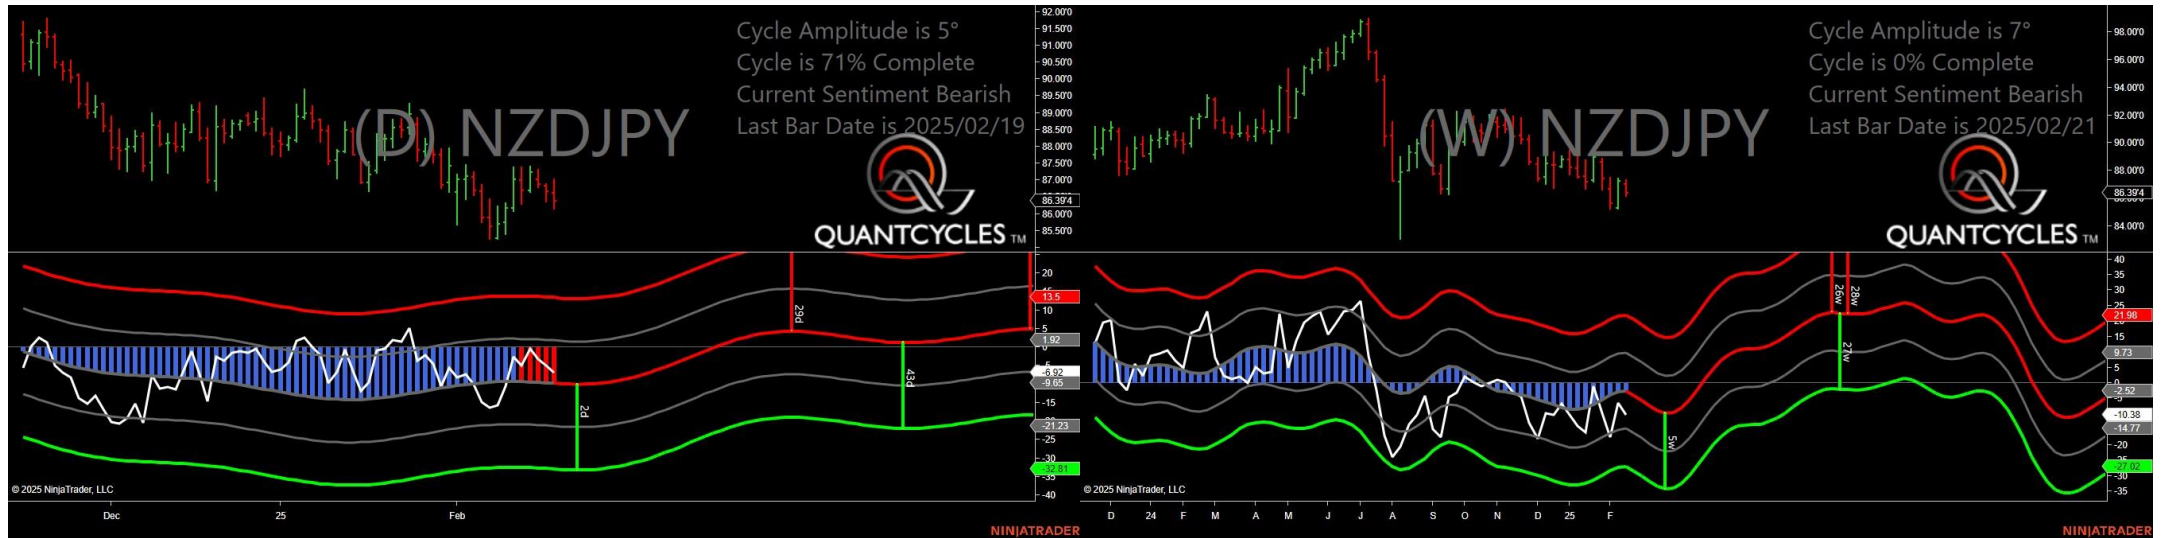 Cycle Amplitude is 5°
Cycle is 71% Complete
Current Sentiment Bearish
Last Bar Date is 2025/02/19
(D) NZDJPY
QUANTCYCLES TM
92.00'0
91.50'0
90.50'0
90.00'0
89.50'0
89.00'0
88.50'0
88.00'0
87.50'0
87.00'0
86.39'4
86.00'0
85.50'0
20
13.5
10
5
1.92
-6.92
-9.65
-15
-21.23
-25
-30
-32.81
-35
-40
29d
43d
2d
© 2025 NinjaTrader, LLC
Dec
25
Feb
NINJATRADER
Cycle Amplitude is 7°
Cycle is 0% Complete
Current Sentiment Bearish
Last Bar Date is 2025/02/21
(W) NZDJPY
QUANTCYCLES TM
98.00'0
96.00'0
94.00'0
92.00'0
90.00'0
88.00'0
86.39'4
84.00'0
40
35
30
25
21.98
15
9.73
5
-2.52
-5
-10.38
-14.77
-20
-27.02
-30
-35
26w
28w
27w
5w
© 2025 NinjaTrader, LLC
D
24
F
M
A
M
J
J
A
S
O
N
D
25
F
NINJATRADER